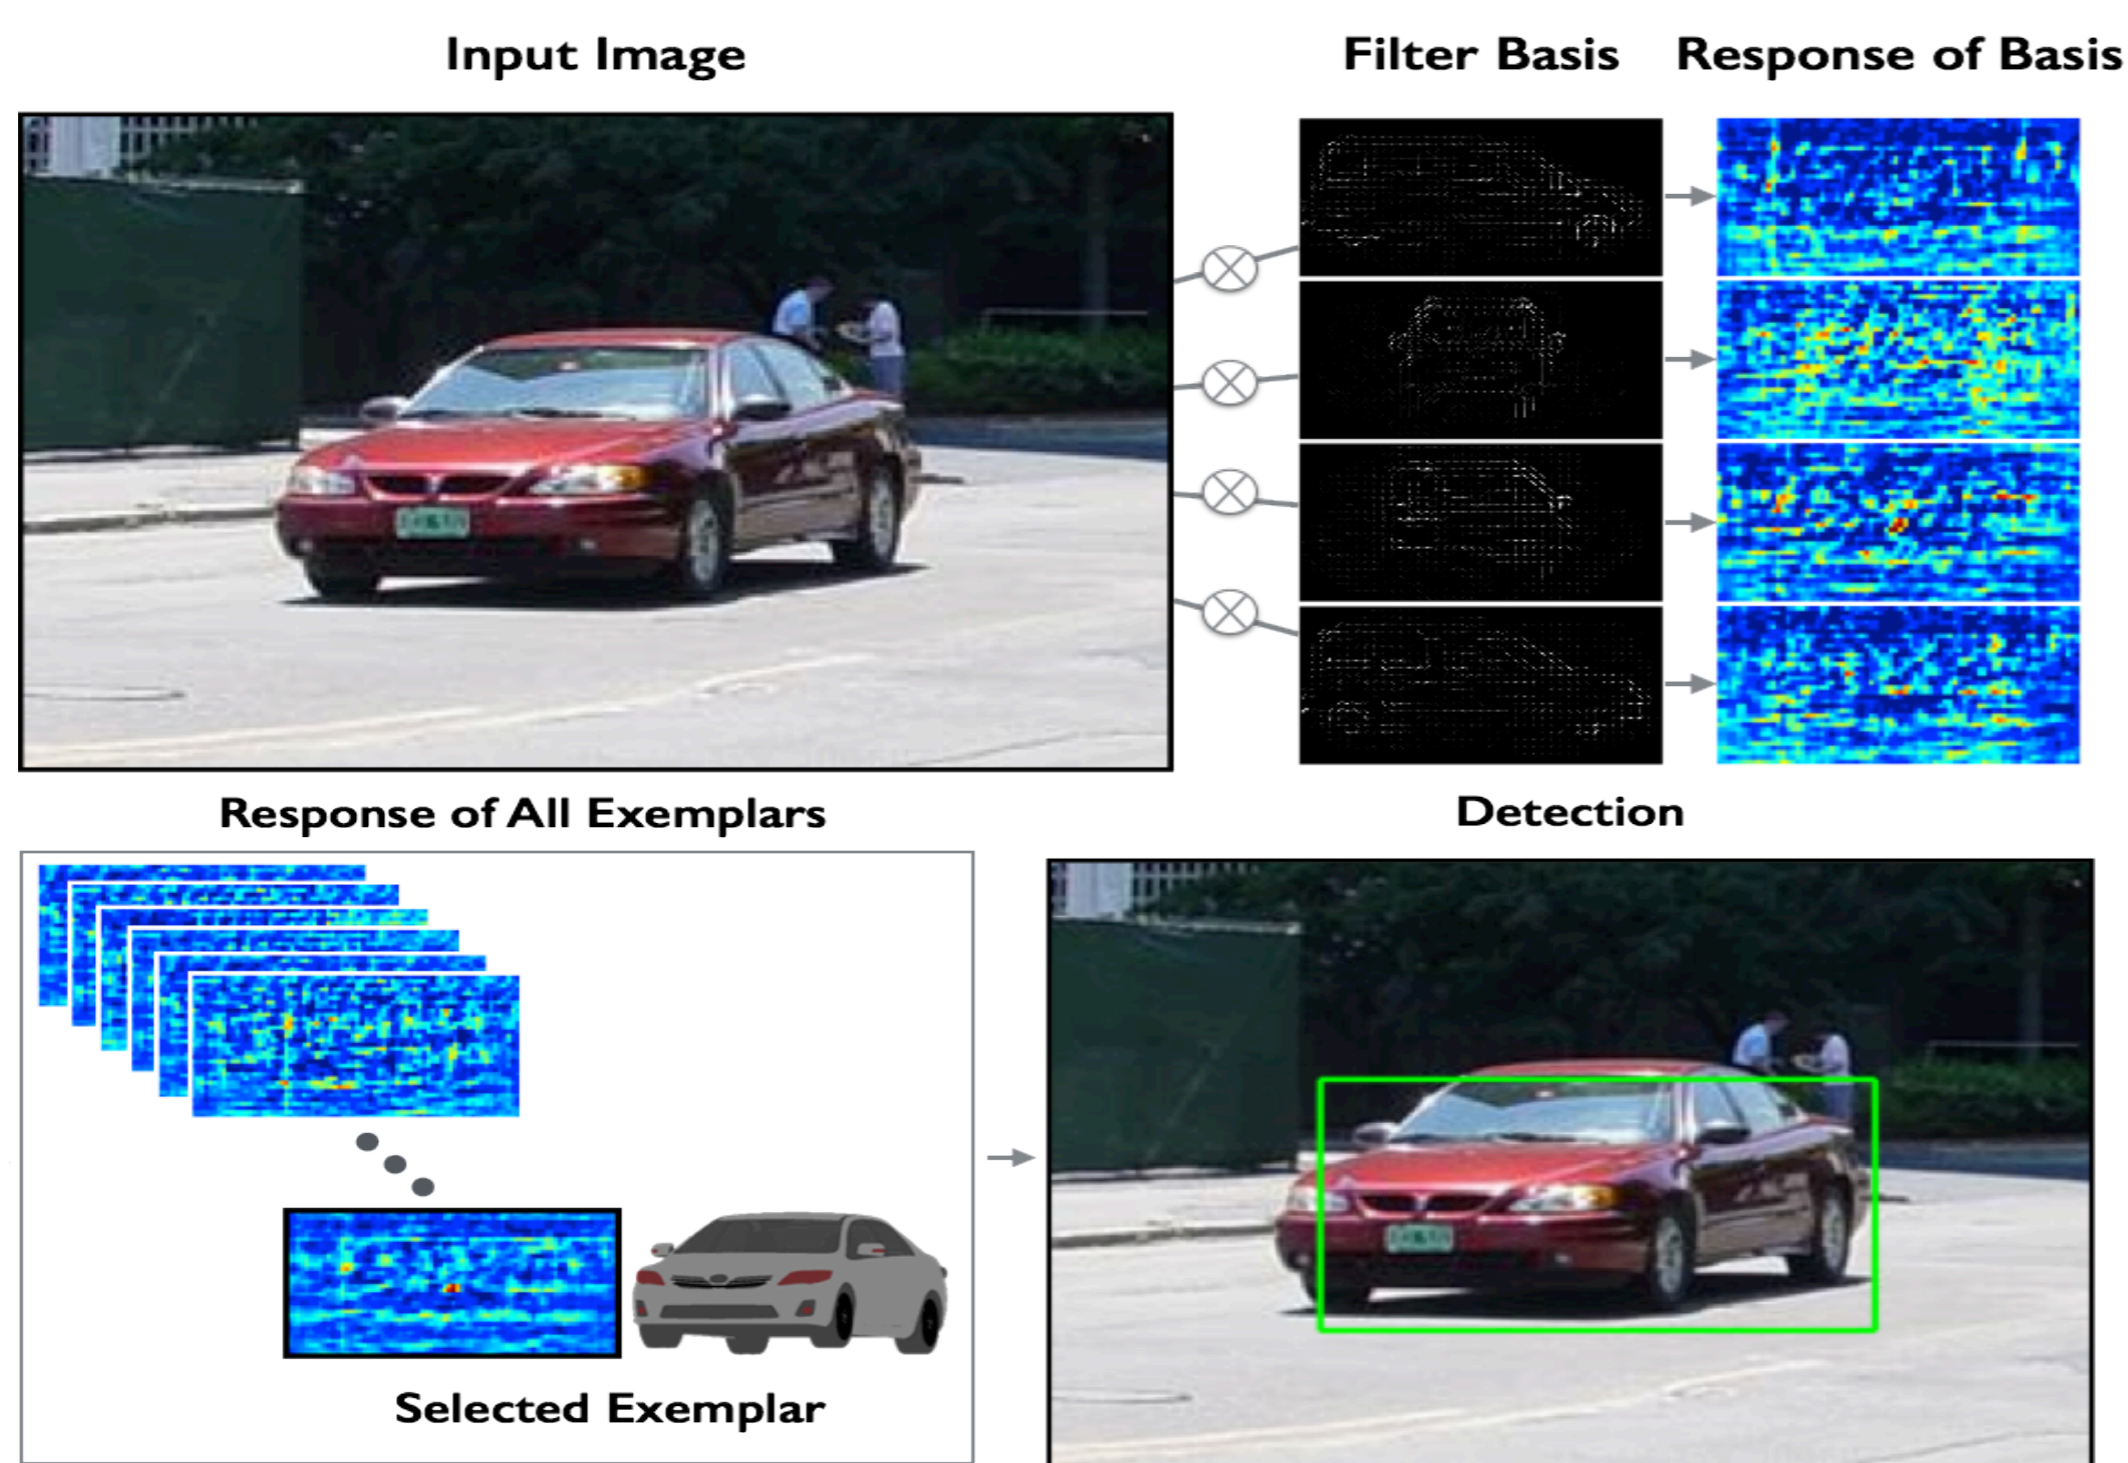 Input Image
Filter Basis
Response of Basis
Response of All Exemplars
Detection
Selected Exemplar